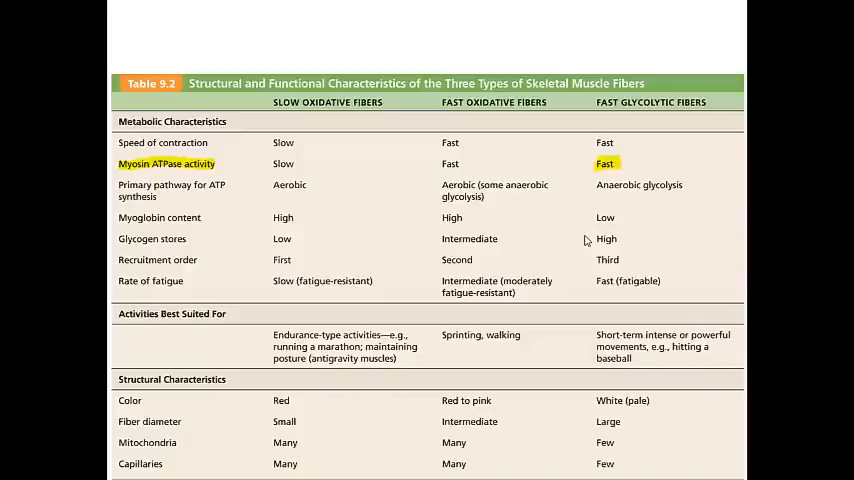 Table 9.2 Structural and Functional Characteristics of the Three Types of Skeletal Muscle Fibers
SLOW OXIDATIVE FIBERS FAST OXIDATIVE FIBERS FAST GLYCOLYTIC FIBERS
Metabolic Characteristics
Speed of contraction Slow Fast Fast
Myosin ATPase activity Slow Fast Fast
Primary pathway for ATP Aerobic Aerobic (some anaerobic Anaerobic glycolysis
synthesis glycolysis)
Myoglobin content High High Low
Glycogen stores Low Intermediate High
Recruitment order First Second Third
Rate of fatigue Slow (fatigue-resistant) Intermediate (moderately Fast (fatigable)
fatigue-resistant)
Activities Best Suited For
Endurance-type activities—e.g., Sprinting, walking Short-term intense or powerful
running a marathon; maintaining movements, e.g., hitting a
posture (antigravity muscles) baseball
Structural Characteristics
Color Red Red to pink White (pale)
Fiber diameter Small Intermediate Large
Mitochondria Many Many Few
Capillaries Many Many Few